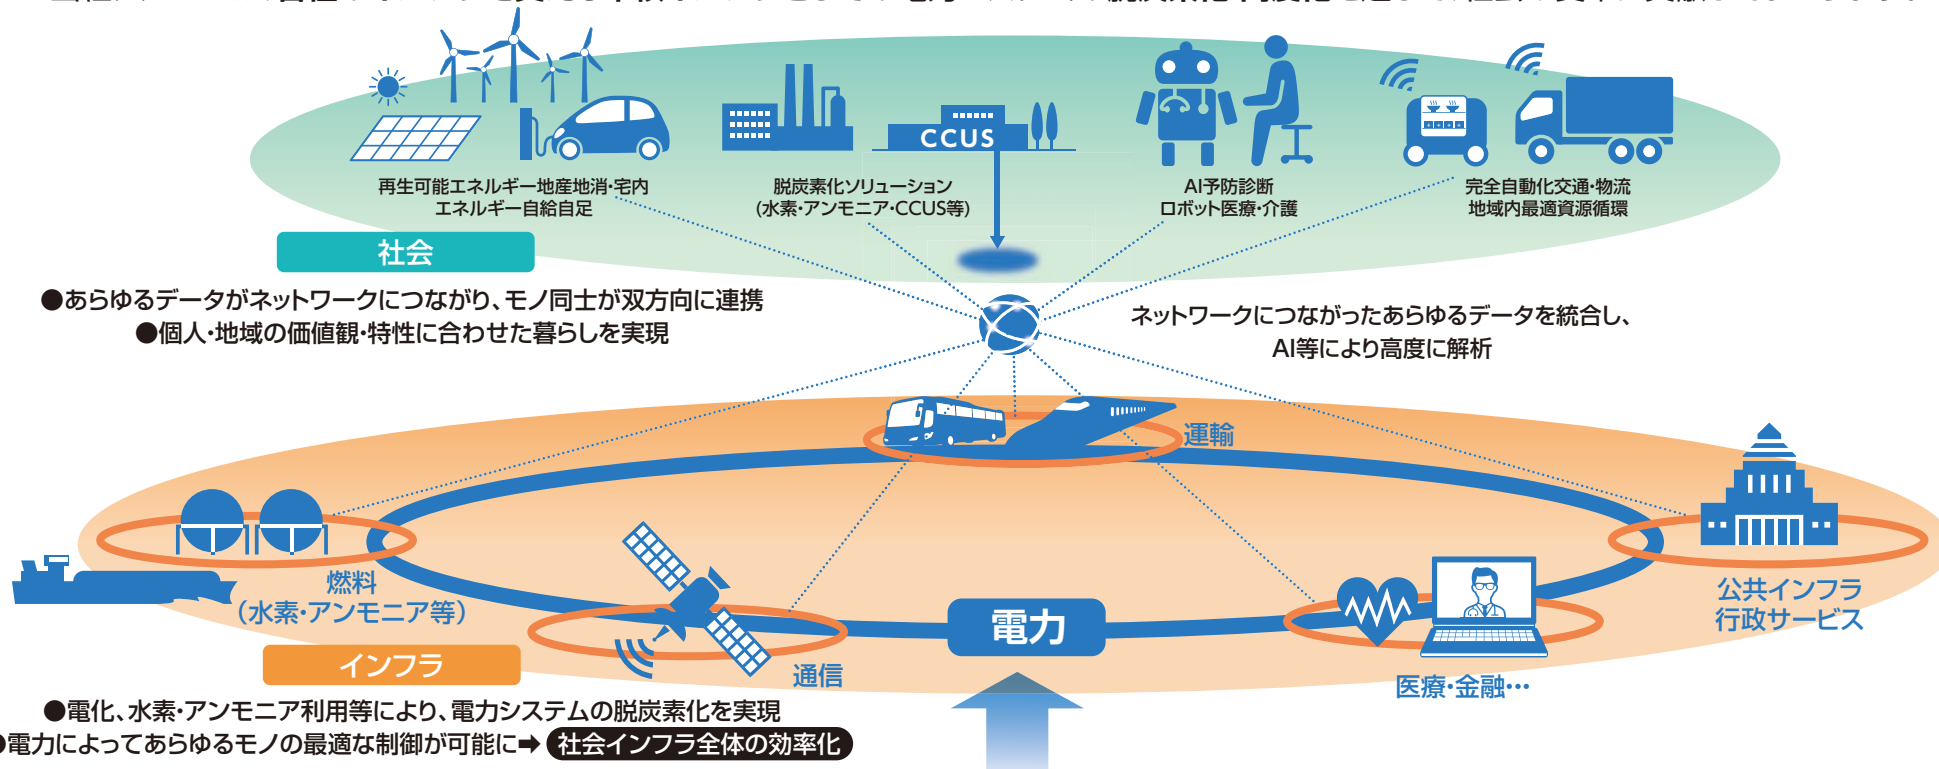 CCUS
再生可能エネルギー地産地消・宅内
エネルギー自給自足
脱炭素化ソリューション
(水素・アンモニア・CCUS等)
AI予防診断
ロボット医療・介護
完全自動化交通・物流
地域内最適資源循環
社会
●あらゆるデータがネットワークにつながり、モノ同士が双方向に連携
●個人・地域の価値観・特性に合わせた暮らしを実現
ネットワークにつながったあらゆるデータを統合し、
AI等により高度に解析
運輸
燃料
(水素・アンモニア等)
公共インフラ
行政サービス
電力
通信
医療・金融…
インフラ
●電化、水素・アンモニア利用等により、電力システムの脱炭素化を実現
●電力によってあらゆるモノの最適な制御が可能に➡ 社会インフラ全体の効率化